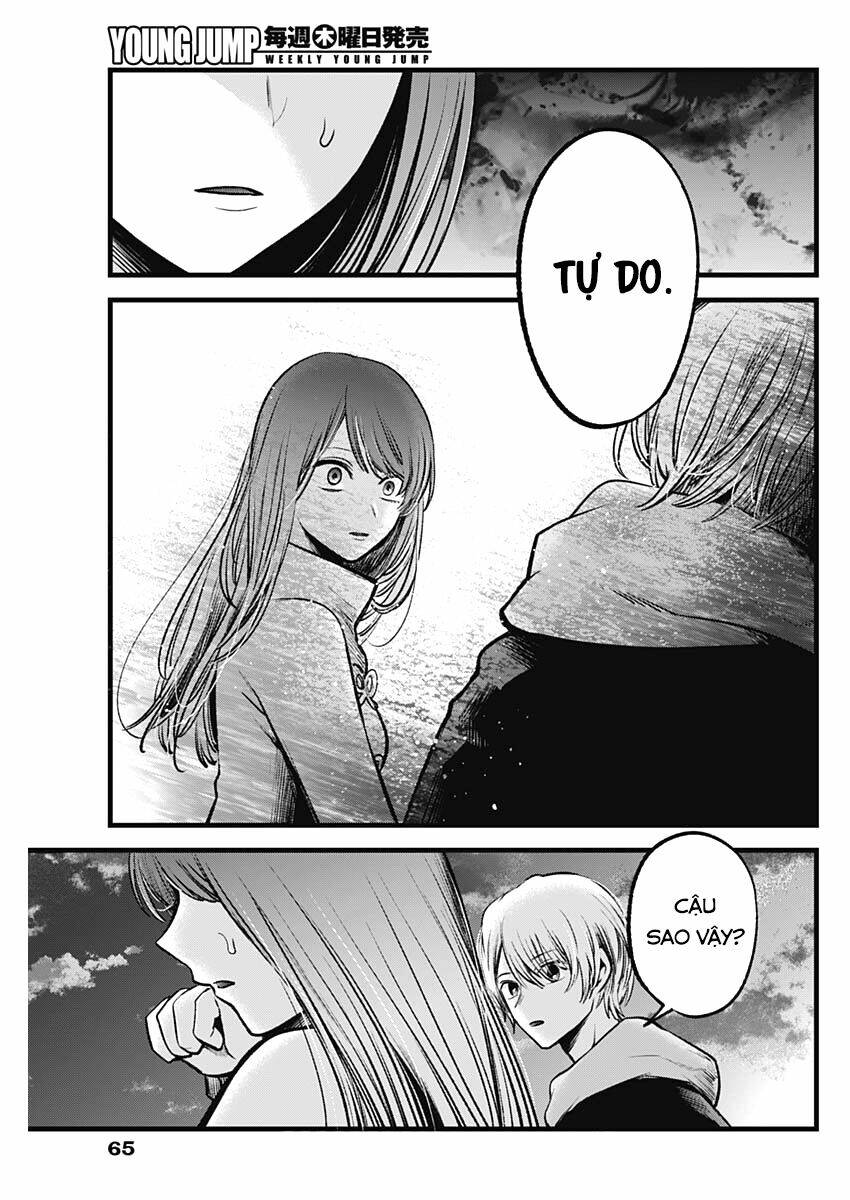 YOUNG JUMP 毎週木曜日発売
WEEKLY YOUNG JUMP
TỰ DO.
CẬU
SAO VẬY?
65